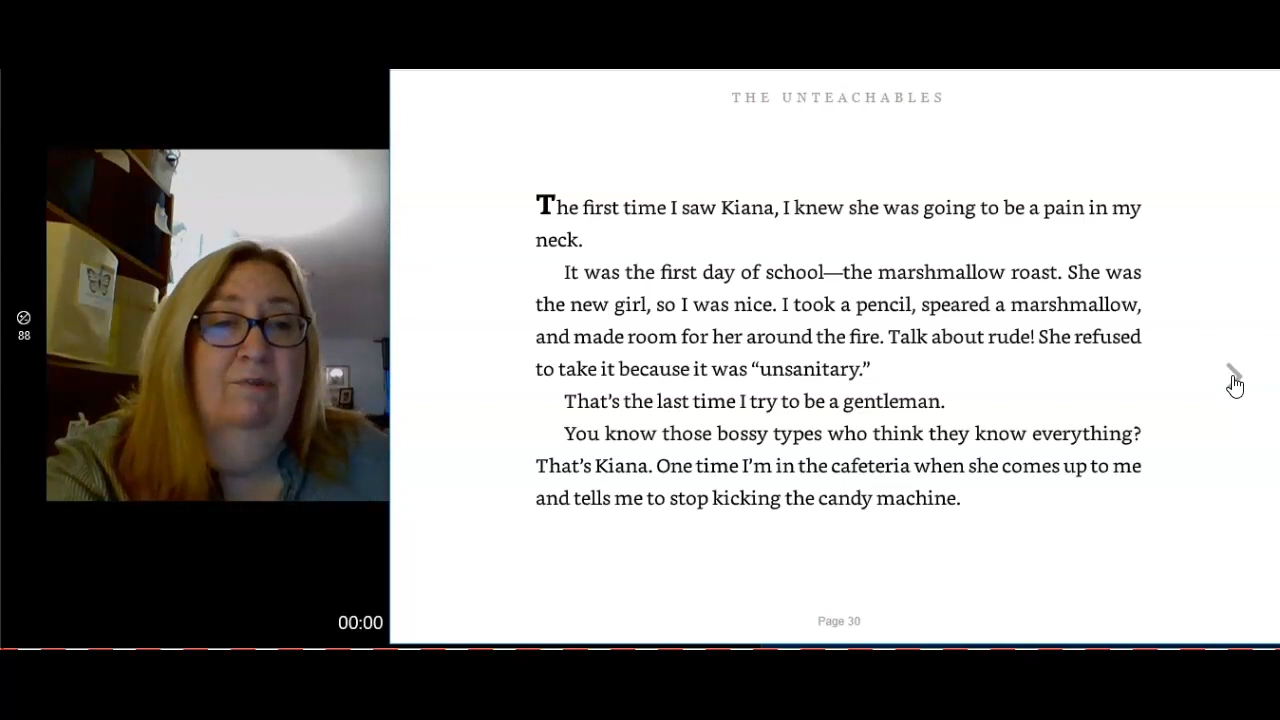 THE UNTEACHABLES
The first time I saw Kiana, I knew she was going to be a pain in my
neck.
It was the first day of school—the marshmallow roast. She was
the new girl, so I was nice. I took a pencil, speared a marshmallow,
and made room for her around the fire. Talk about rude! She refused
to take it because it was “unsanitary.”
That’s the last time I try to be a gentleman.
You know those bossy types who think they know everything?
That’s Kiana. One time I’m in the cafeteria when she comes up to me
and tells me to stop kicking the candy machine.
Page 30
88
00:00